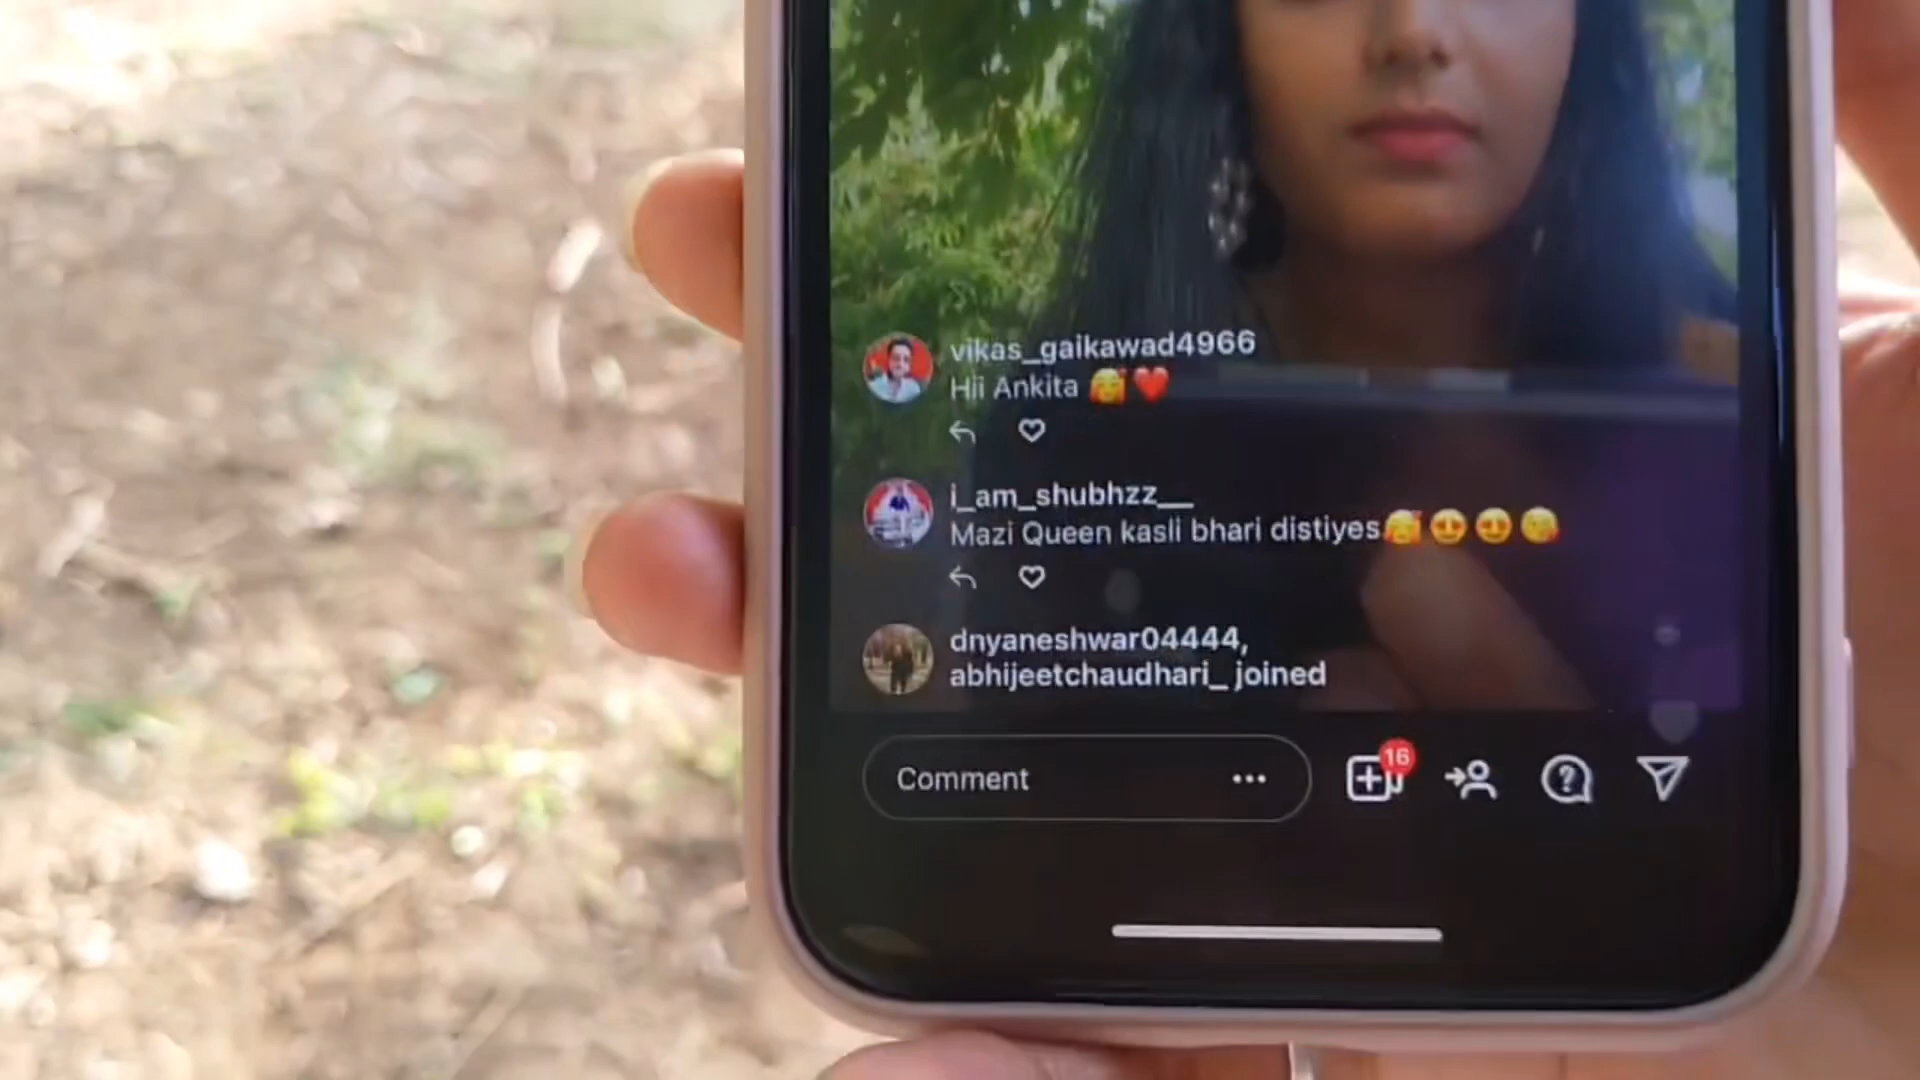 vikas_gaikawad4966
Hii Ankita 🥰❤️
i_am_shubhzz__
Mazi Queen kasli bhari distiyes🥰😍😍😘
dnyaneshwar04444,
abhijeetchaudhari_ joined
Comment
16